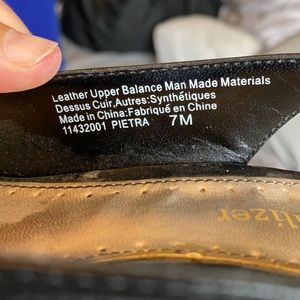 Leather Upper Balance Man Made Materials
Dessus Cuir,Autres:Synthétiques
Made in China:Fabriqué en Chine
11432001 PIETRA 7M